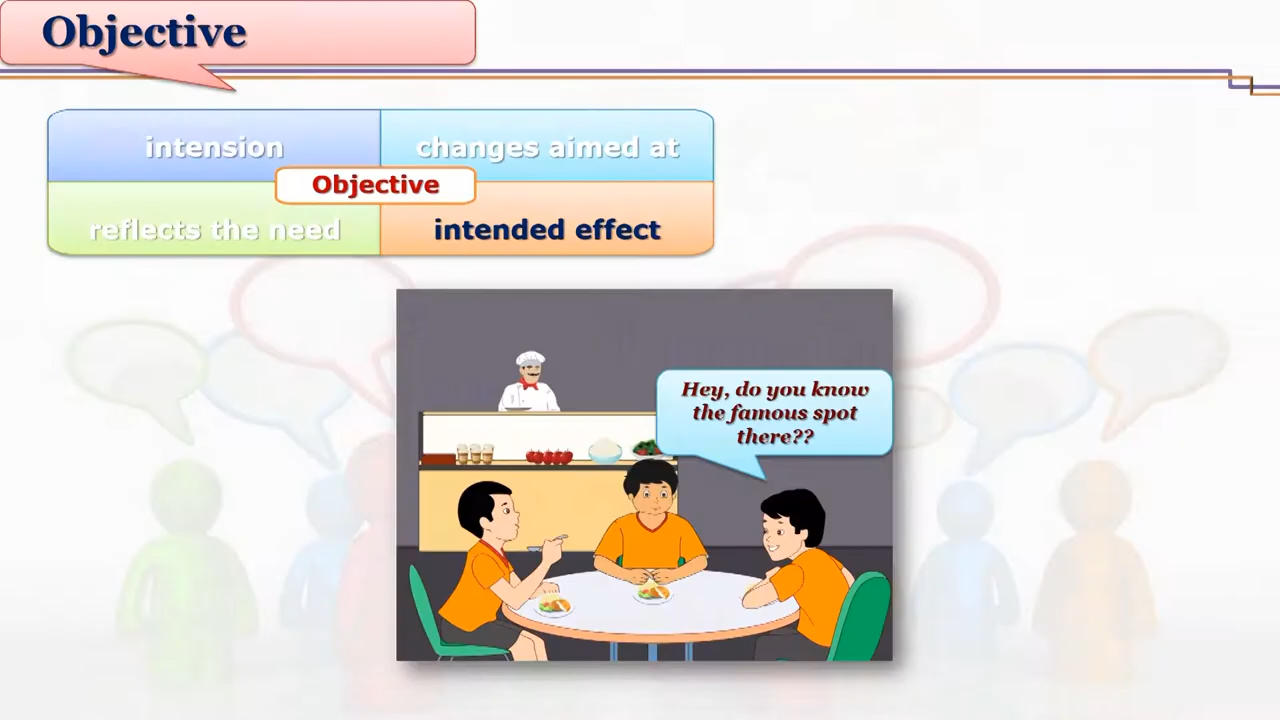 Objective
intension
changes aimed at
Objective
reflects the need
intended effect
Hey, do you know
the famous spot
there??